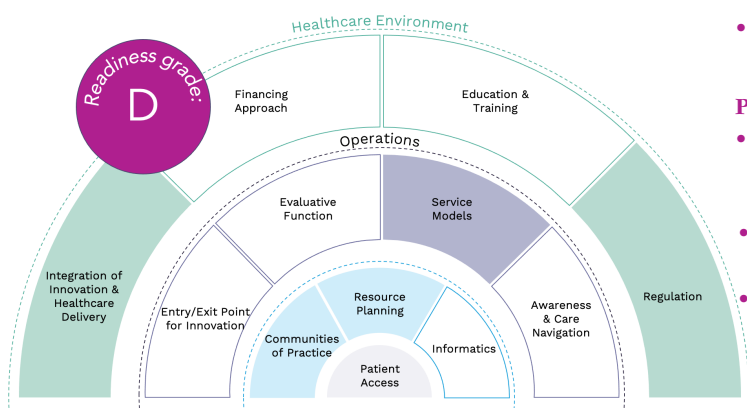 Healthcare Environment
Readiness grade:
D
Financing
Approach
Education &
Training
Operations
Evaluative
Function
Service
Models
Integration of
Innovation &
Healthcare
Delivery
Entry/Exit Point
for Innovation
Awareness
& Care
Navigation
Regulation
Resource
Planning
Communities
of Practice
Informatics
Patient
Access
P